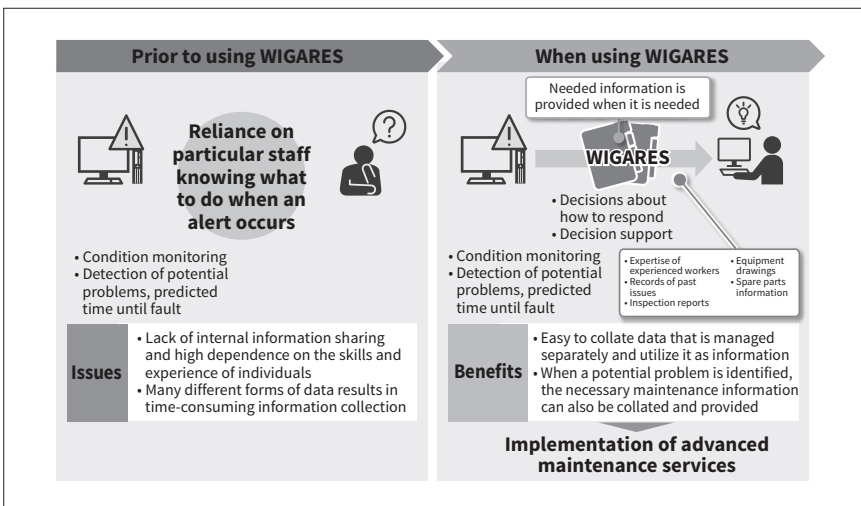 Prior to using WIGARES
Reliance on
particular staff
knowing what
to do when an
alert occurs
• Condition monitoring
• Detection of potential
problems, predicted
time until fault
Issues
• Lack of internal information sharing
and high dependence on the skills and
experience of individuals
• Many different forms of data results in
time-consuming information collection
When using WIGARES
Needed information is
provided when it is needed
WIGARES
• Decisions about
how to respond
• Decision support
• Condition monitoring
• Detection of potential
problems, predicted
time until fault
• Expertise of
experienced workers
• Records of past
issues
• Inspection reports
• Equipment
drawings
• Spare parts
information
Benefits
• Easy to collate data that is managed
separately and utilize it as information
• When a potential problem is identified,
the necessary maintenance information
can also be collated and provided
Implementation of advanced
maintenance services